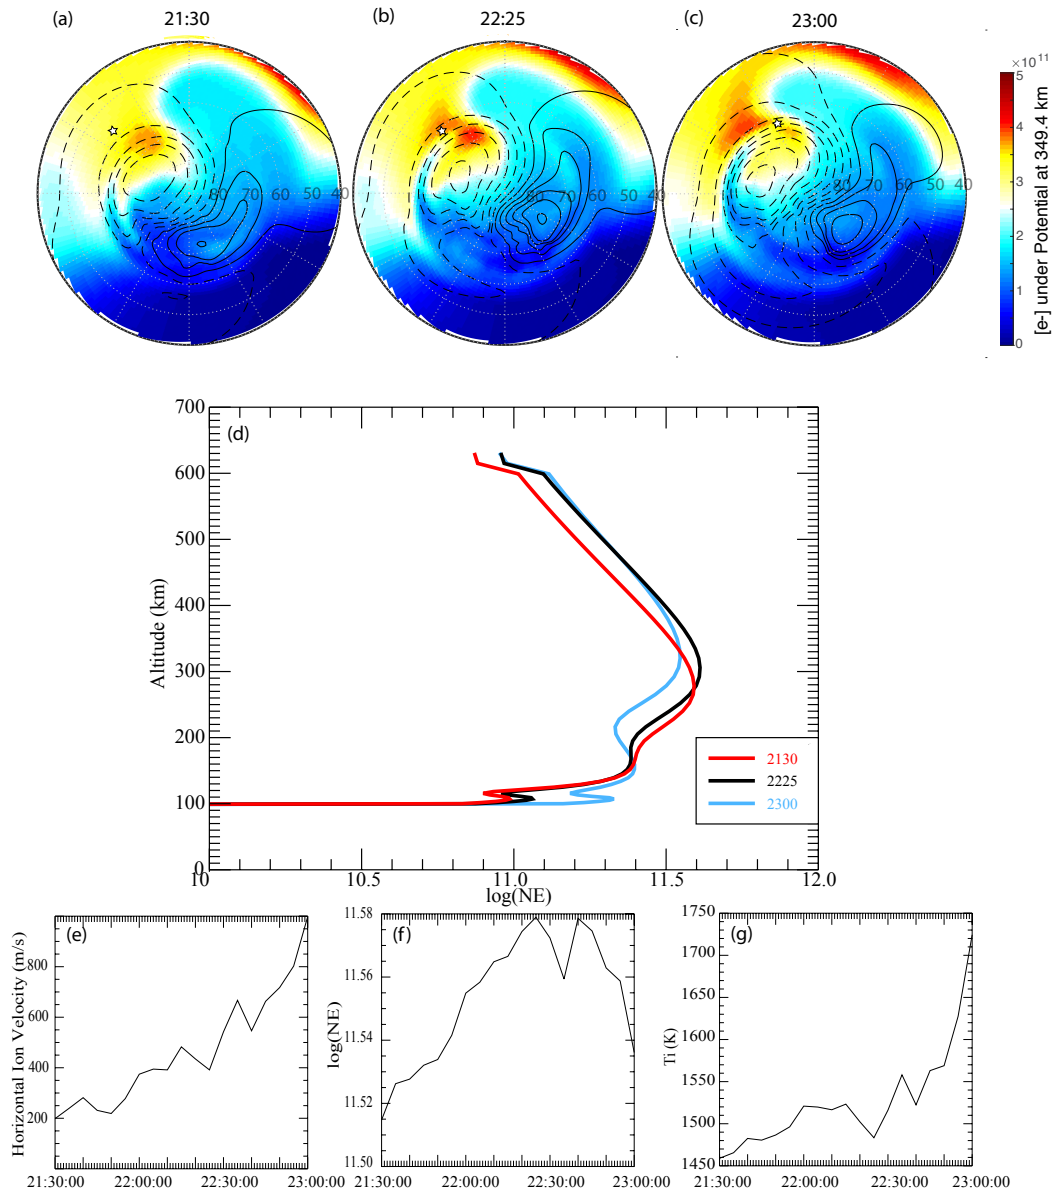 (a)
21:30
(b)
22:25
(c)
23:00
×10 11
5
4
3
2
1
0
[e-] under Potential at 349.4 km
80 70 60 50 40
80 70 60 50 40
80 70 60 50 40
(d)
700
600
500
400
300
200
100
0
Altitude (km)
10 10.5 11.0 11.5 12.0
log(NE)
2130
2225
2300
(e)
800
600
400
200
Horizontal Ion Velocity (m/s)
21:30:00 22:00:00 22:30:00 23:00:00
(f)
11.58
11.56
11.54
11.52
11.50
log(NE)
21:30:00 22:00:00 22:30:00 23:00:00
(g)
1750
1700
1650
1600
1550
1500
1450
Ti (K)
21:30:00 22:00:00 22:30:00 23:00:00